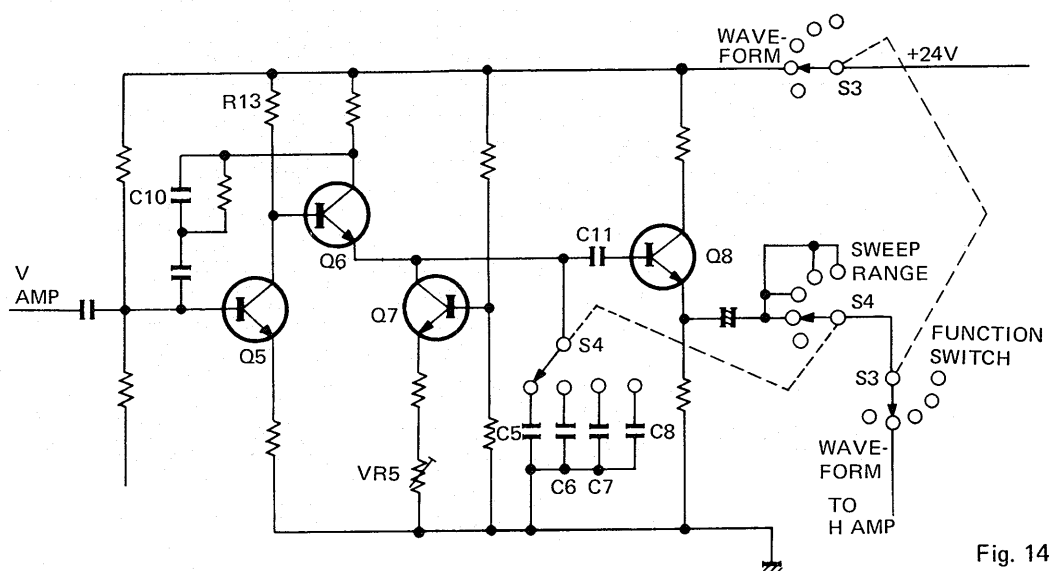 WAVE-
FORM
+24V
S3
R13
C10
Q6
C11
Q8
SWEEP
RANGE
V
AMP
Q7
S4
S4
FUNCTION
SWITCH
Q5
S3
C5
C8
VR5
C6
C7
WAVE-
FORM
TO
H AMP
Fig. 14